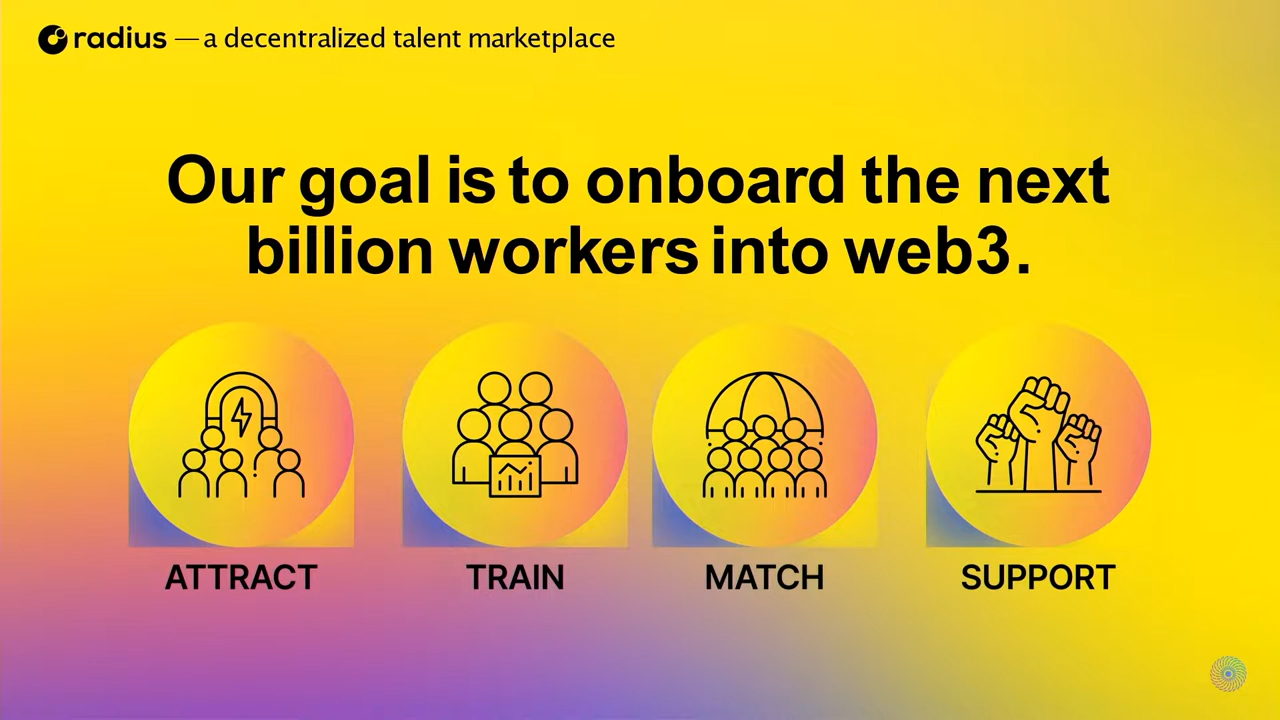 radius — a decentralized talent marketplace
Our goal is to onboard the next
billion workers into web3.
ATTRACT
TRAIN
MATCH
SUPPORT